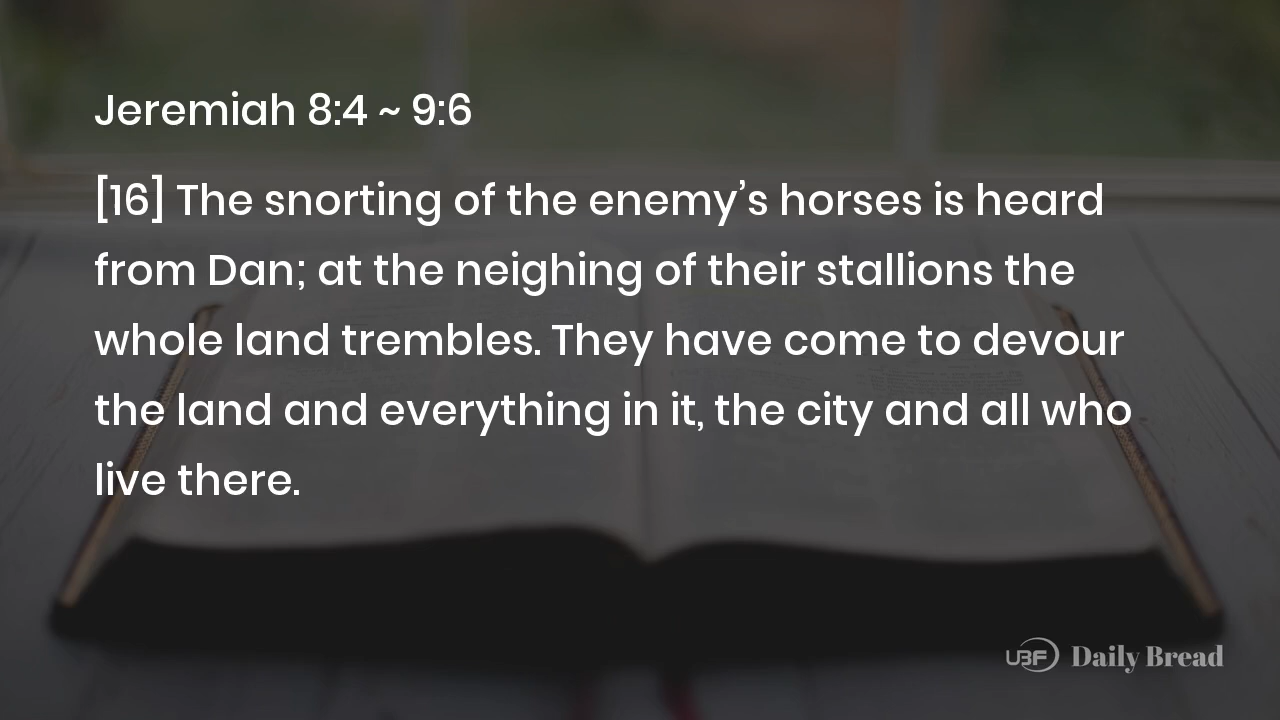 Jeremiah 8:4 ~ 9:6
[16] The snorting of the enemy’s horses is heard
from Dan; at the neighing of their stallions the
whole land trembles. They have come to devour
the land and everything in it, the city and all who
live there.
UBF Daily Bread